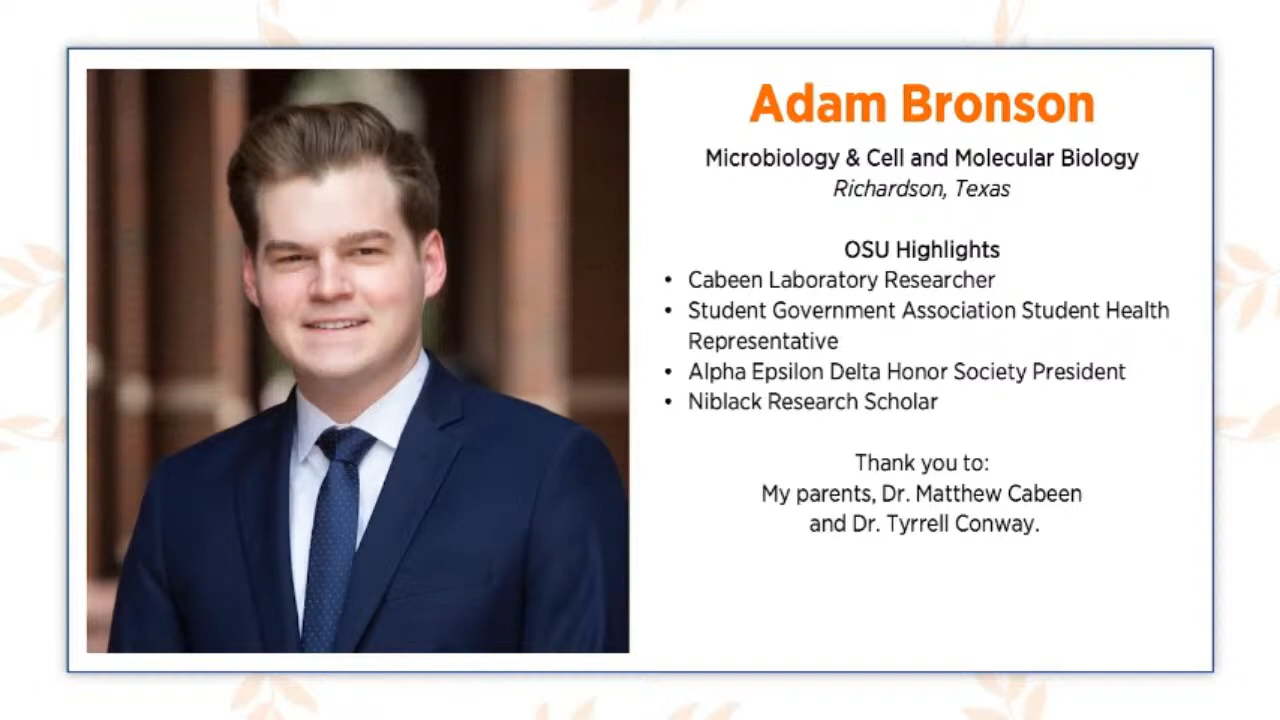 Adam Bronson
Microbiology & Cell and Molecular Biology
Richardson, Texas
OSU Highlights
• Cabeen Laboratory Researcher
• Student Government Association Student Health
Representative
• Alpha Epsilon Delta Honor Society President
• Niblack Research Scholar
Thank you to:
My parents, Dr. Matthew Cabeen
and Dr. Tyrrell Conway.